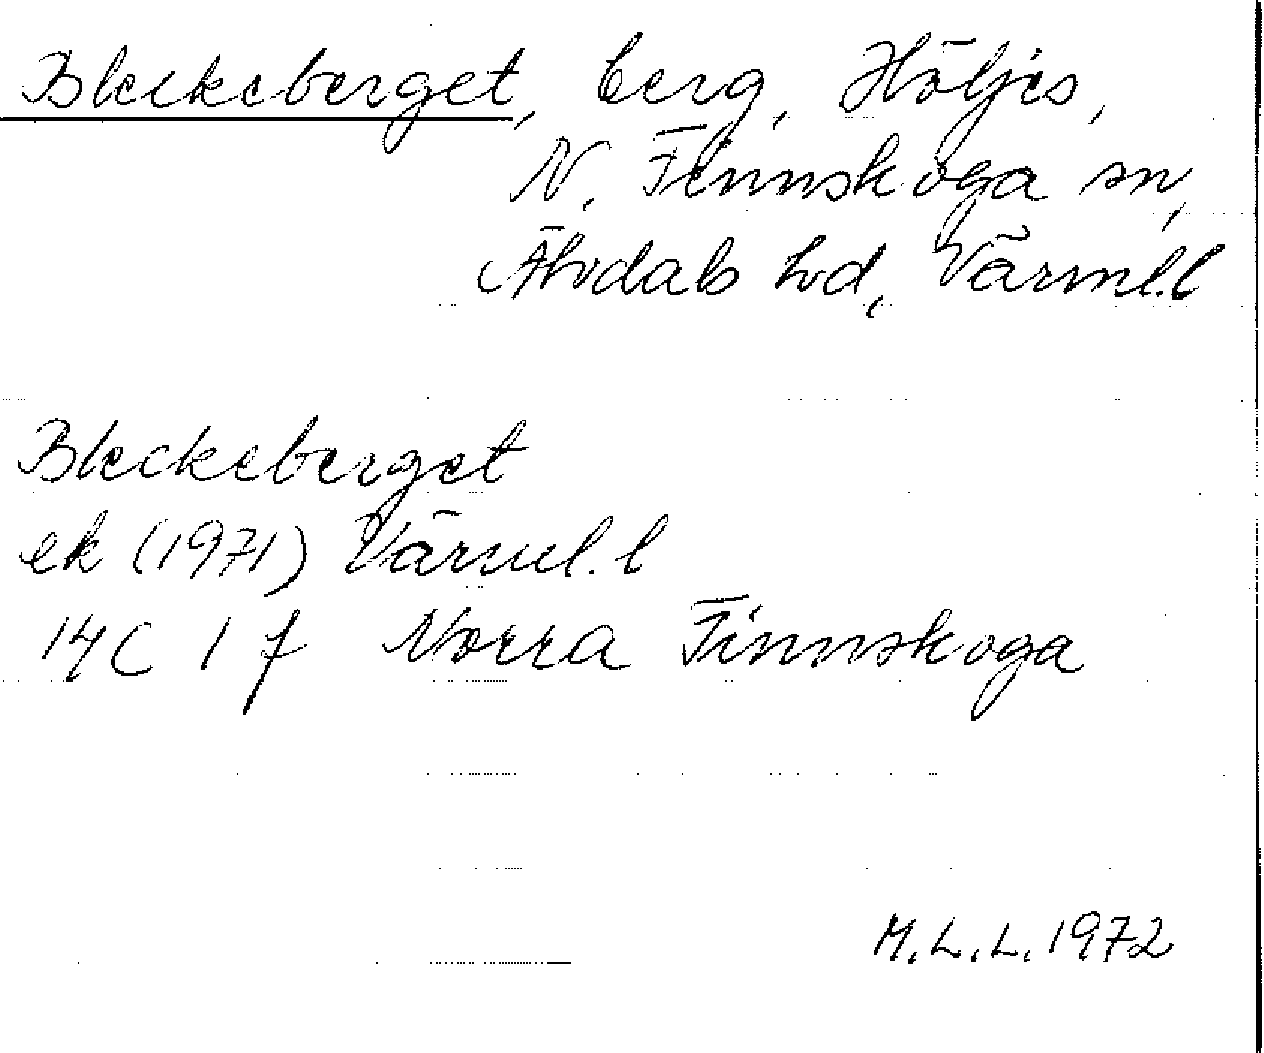 Bleckeberget, berg, Höljes,
N. Finnskoga sn,
Älvdals hd, Värml.l
Bleckeberget
ek (1971) Värml. l
14C 1 f Norra Finnskoga
M.L.L. 1972